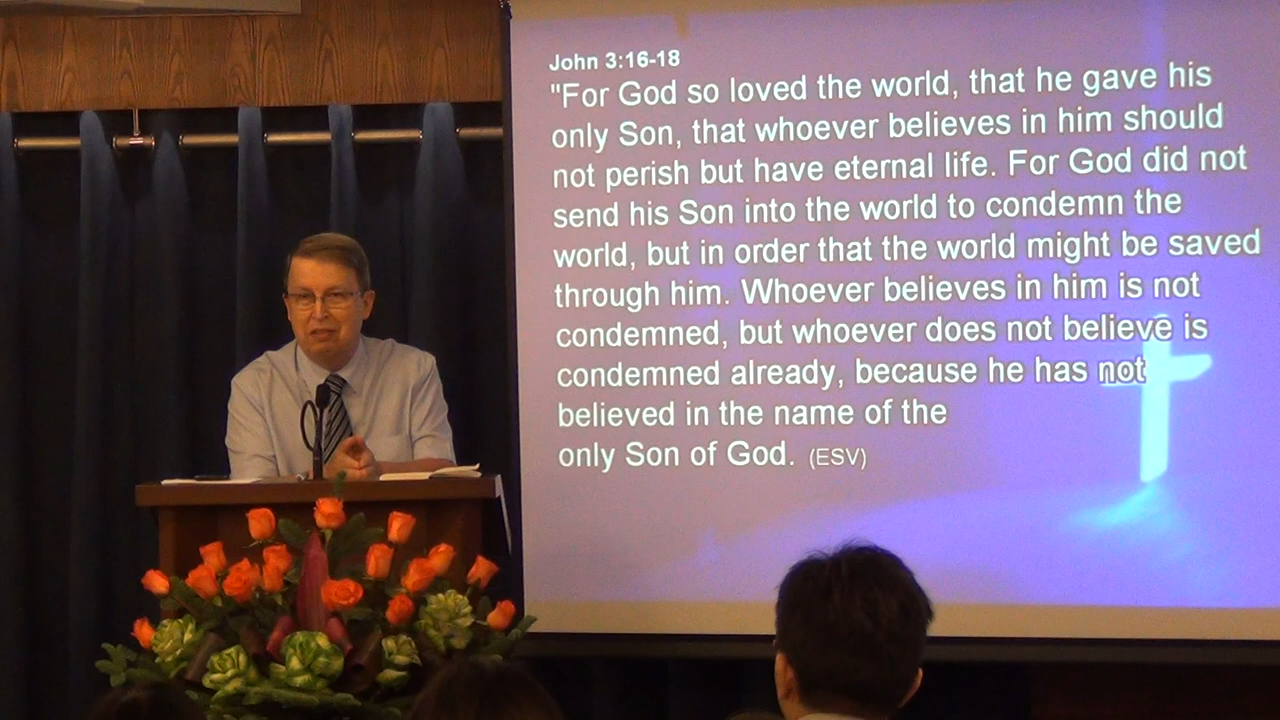 John 3:16-18
"For God so loved the world, that he gave his
only Son, that whoever believes in him should
not perish but have eternal life. For God did not
send his Son into the world to condemn the
world, but in order that the world might be saved
through him. Whoever believes in him is not
condemned, but whoever does not believe is
condemned already, because he has not
believed in the name of the
only Son of God. (ESV)